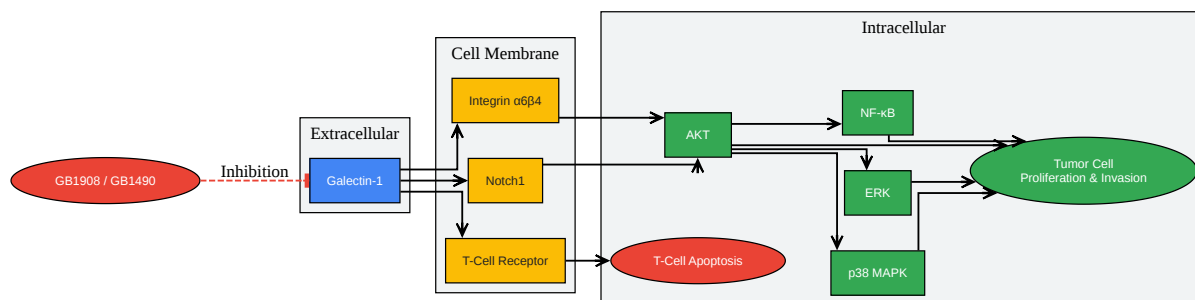 Intracellular
Cell Membrane
Extracellular
Inhibition
GB1908 / GB1490
Galectin-1
Integrin α6β4
Notch1
T-Cell Receptor
AKT
NF-κB
ERK
p38 MAPK
T-Cell Apoptosis
Tumor Cell
Proliferation & Invasion